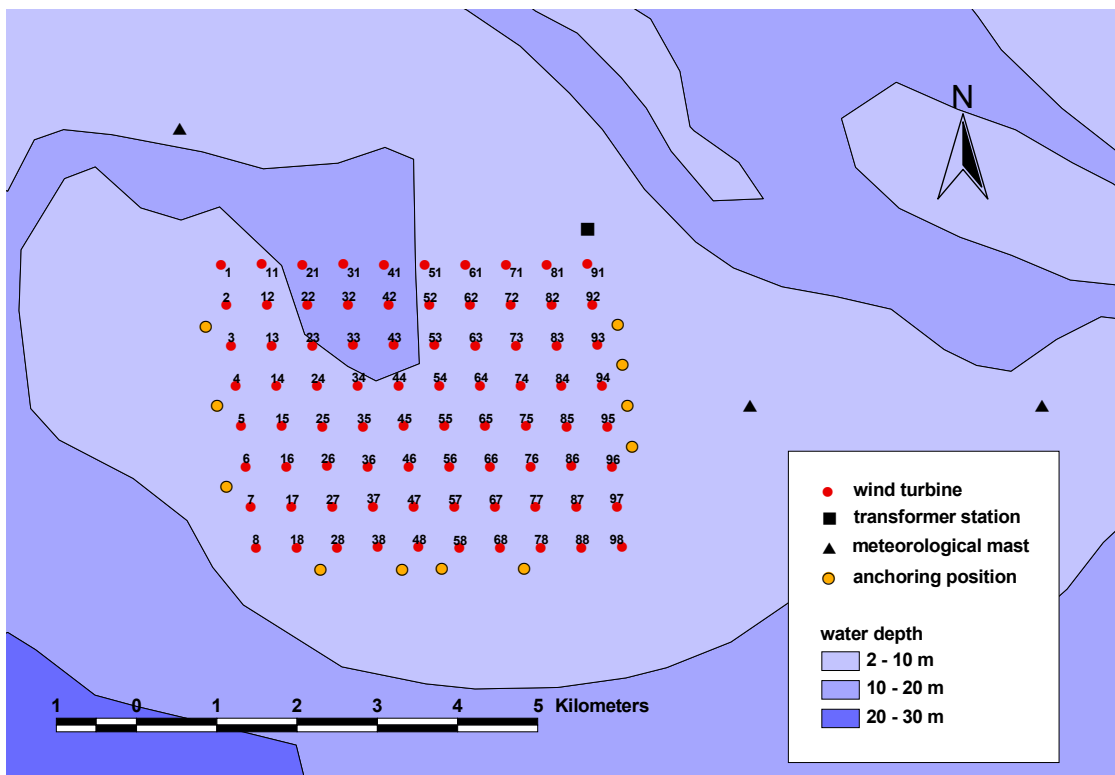 N
1 11 21 31 41 51 61 71 81 91
2 12 22 32 42 52 62 72 82 92
3 13 23 33 43 53 63 73 83 93
4 14 24 34 44 54 64 74 84 94
5 15 25 35 45 55 65 75 85 95
6 16 26 36 46 56 66 76 86 96
7 17 27 37 47 57 67 77 87 97
8 18 28 38 48 58 68 78 88 98
wind turbine
transformer station
meteorological mast
anchoring position
water depth
2 - 10 m
10 - 20 m
20 - 30 m
1 0 1 2 3 4 5 Kilometers